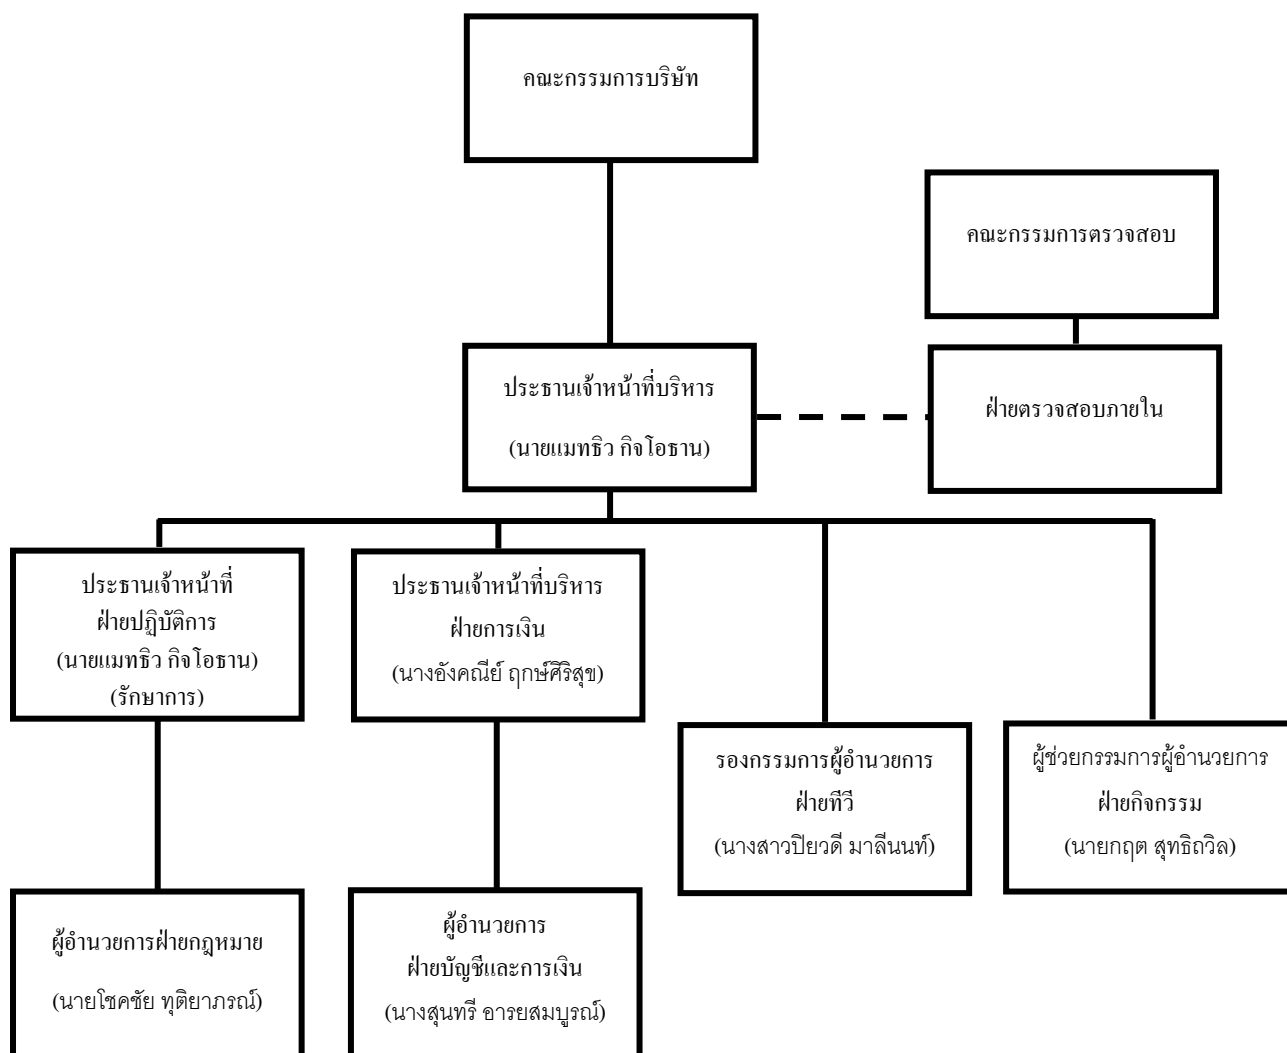 คณะกรรมการบริษัท
คณะกรรมการตรวจสอบ
ประธานเจ้าหน้าที่บริหาร
(นายแมทธิว กิจโอธาน)
ฝ่ายตรวจสอบภายใน
ประธานเจ้าหน้าที่
ฝ่ายปฏิบัติการ
(นายแมทธิว กิจโอธาน)
(รักษาการ)
ประธานเจ้าหน้าที่บริหาร
ฝ่ายการเงิน
(นางอังคณีย์ ฤกษ์ศิริสุข)
รองกรรมการผู้อำนวยการ
ฝ่ายทีวี
(นางสาวปิยวดี มาลีนนท์)
ผู้ช่วยกรรมการผู้อำนวยการ
ฝ่ายกิจกรรม
(นายกฤต สุทธิถวิล)
ผู้อำนวยการฝ่ายกฎหมาย
(นายโชคชัย ทุติยาภรณ์)
ผู้อำนวยการ
ฝ่ายบัญชีและการเงิน
(นางสุนทรี อารยสมบูรณ์)